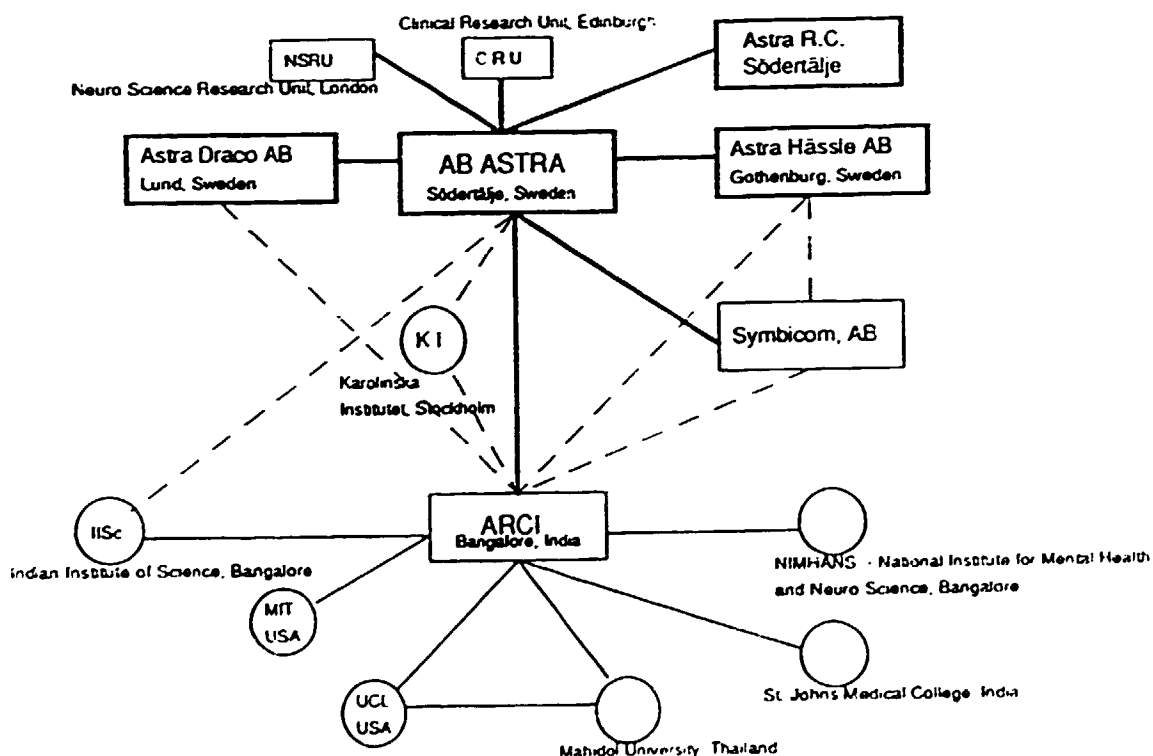 Clinical Research Unit, Edinburgh
NSRU
CRU
Astra R.C.
Södertälje
Neuro Science Research Unit, London
Astra Draco AB
Lund, Sweden
AB ASTRA
Södertälje, Sweden
Astra Hässle AB
Gothenburg, Sweden
KI
Symbicom, AB
Karolinska
Institutet, Stockholm
IISc
ARCI
Bangalore, India
Indian Institute of Science, Bangalore
NIMHANS - National Institute for Mental Health
and Neuro Science, Bangalore
MIT
USA
St. Johns Medical College India
UCL
USA
Mahidol University Thailand